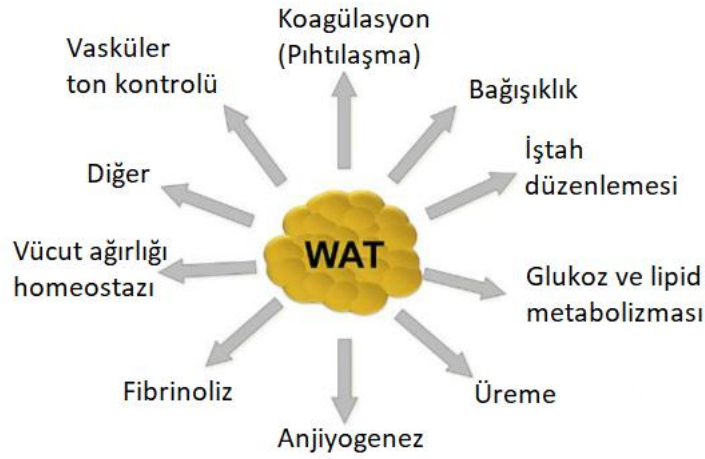 Koagülasyon
(Pıhtılaşma)
Vasküler
ton kontrolü
Bağışıklık
İştah
düzenlemesi
Diğer
WAT
Vücut ağırlığı
homeostazı
Glukoz ve lipid
metabolizması
Fibrinoliz
Üreme
Anjiyogenez